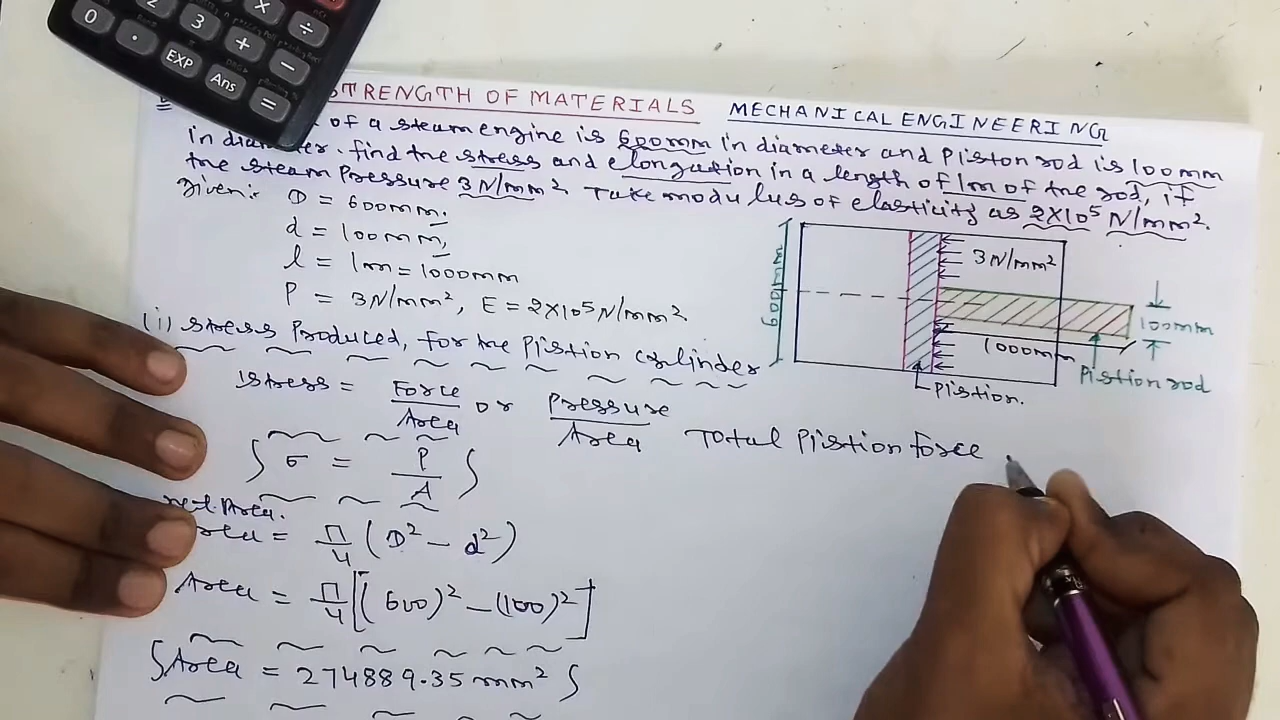 2
×
÷
0
.
3
+
−
EXP
Ans
=
STRENGTH OF MATERIALS MECHANICAL ENGINEERING
of a steam engine is 600mm in diameter and Piston rod is 100mm
in diameter. find the stress and elongation in a length of 1m of the rod, if
the steam Pressure 3N/mm². Take modulus of elasticity as 2X10⁵ N/mm².
given:-
D = 600mm.
d = 100mm,
l = 1m = 1000mm
P = 3N/mm², E = 2X10⁵N/mm²
600mm
3N/mm²
1000mm
100mm
Pistion rod
Pistion.
(i) stress Produced, for the Pistion cylinder
stress = Force/Area or Pressure/Area
Total Pistion force
σ = P/A
net Area.
Area = π/4 (D² - d²)
Area = π/4 [(600)² - (100)²]
Area = 274889.35 mm²